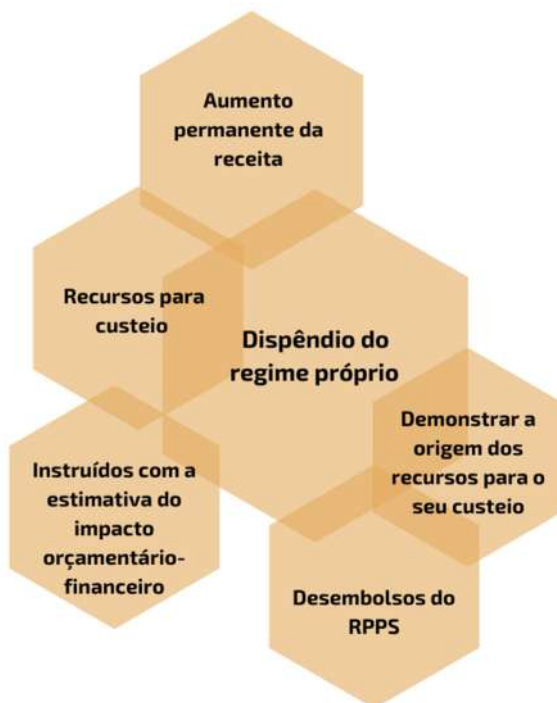 Aumento
permanente da
receita
Recursos para
custeio
Dispêndio do
regime próprio
Demonstrar a
origem dos
recursos para o
seu custeio
Instruídos com a
estimativa do
impacto
orçamentário-
financeiro
Desembolsos do
RPPS